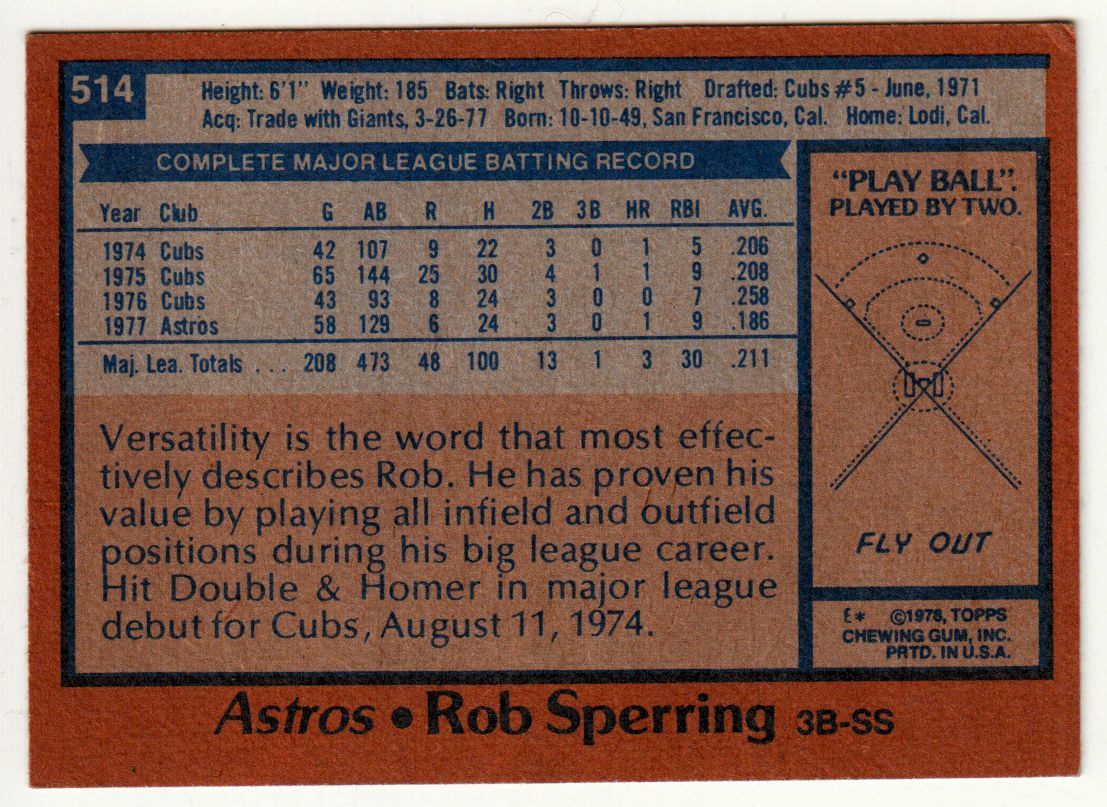 514
Height: 6'1" Weight: 185 Bats: Right Throws: Right Drafted: Cubs #5 - June, 1971
Acq: Trade with Giants, 3-26-77 Born: 10-10-49, San Francisco, Cal. Home: Lodi, Cal.
COMPLETE MAJOR LEAGUE BATTING RECORD
Year Club G AB R H 2B 3B HR RBI AVG.
1974 Cubs 42 107 9 22 3 0 1 5 .206
1975 Cubs 65 144 25 30 4 1 1 9 .208
1976 Cubs 43 93 8 24 3 0 0 7 .258
1977 Astros 58 129 6 24 3 0 1 9 .186
Maj. Lea. Totals . . . 208 473 48 100 13 1 3 30 .211
Versatility is the word that most effec-
tively describes Rob. He has proven his
value by playing all infield and outfield
positions during his big league career.
Hit Double & Homer in major league
debut for Cubs, August 11, 1974.
"PLAY BALL".
PLAYED BY TWO.
FLY OUT
E* ©1978, TOPPS
CHEWING GUM, INC.
PRTD. IN U.S.A.
Astros • Rob Sperring 3B-SS